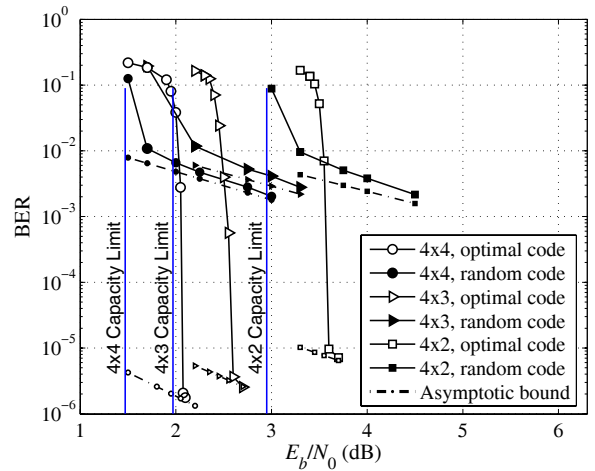 10^0
10^-1
10^-2
10^-3
10^-4
10^-5
10^-6
BER
4x4 Capacity Limit
4x3 Capacity Limit
4x2 Capacity Limit
4x4, optimal code
4x4, random code
4x3, optimal code
4x3, random code
4x2, optimal code
4x2, random code
Asymptotic bound
1 2 3 4 5 6
E_b/N_0 (dB)